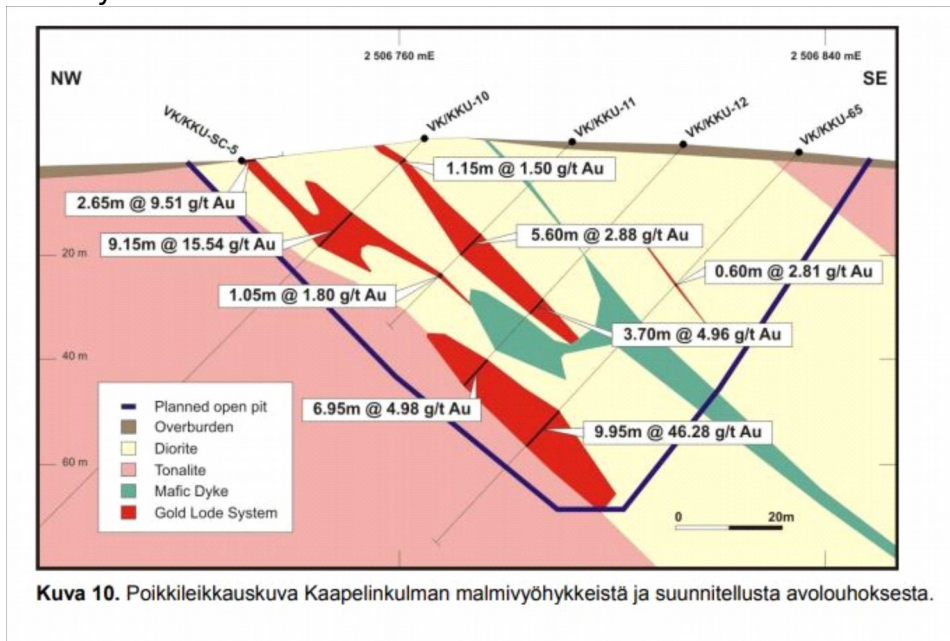 2 506 760 mE
2 506 840 mE
NW
SE
VK/KKU-SC-5
VK/KKU-10
VK/KKU-11
VK/KKU-12
VK/KKU-65
1.15m @ 1.50 g/t Au
2.65m @ 9.51 g/t Au
9.15m @ 15.54 g/t Au
5.60m @ 2.88 g/t Au
20 m
0.60m @ 2.81 g/t Au
1.05m @ 1.80 g/t Au
3.70m @ 4.96 g/t Au
40 m
6.95m @ 4.98 g/t Au
9.95m @ 46.28 g/t Au
60 m
Planned open pit
Overburden
Diorite
Tonalite
Mafic Dyke
Gold Lode System
0 20m
Kuva 10. Poikkileikkauskuva Kaapelinkulman malmivyöhykkeistä ja suunnitellusta avolouhoksesta.